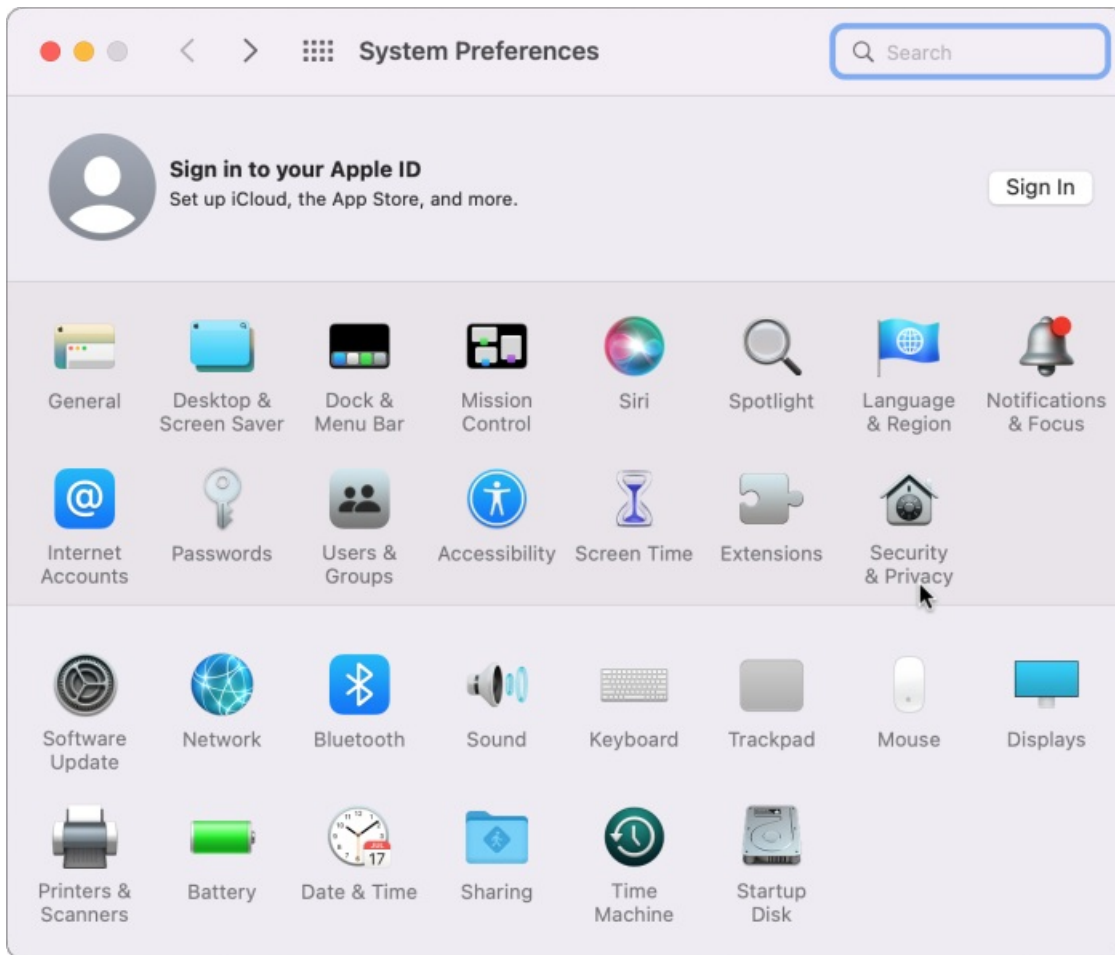 System Preferences
Search
Sign in to your Apple ID
Set up iCloud, the App Store, and more.
Sign In
General
Desktop &
Screen Saver
Dock &
Menu Bar
Mission
Control
Siri
Spotlight
Language
& Region
Notifications
& Focus
Internet
Accounts
Passwords
Users &
Groups
Accessibility
Screen Time
Extensions
Security
& Privacy
Software
Update
Network
Bluetooth
Sound
Keyboard
Trackpad
Mouse
Displays
Printers &
Scanners
Battery
JUL
17
Date & Time
Sharing
Time
Machine
Startup
Disk